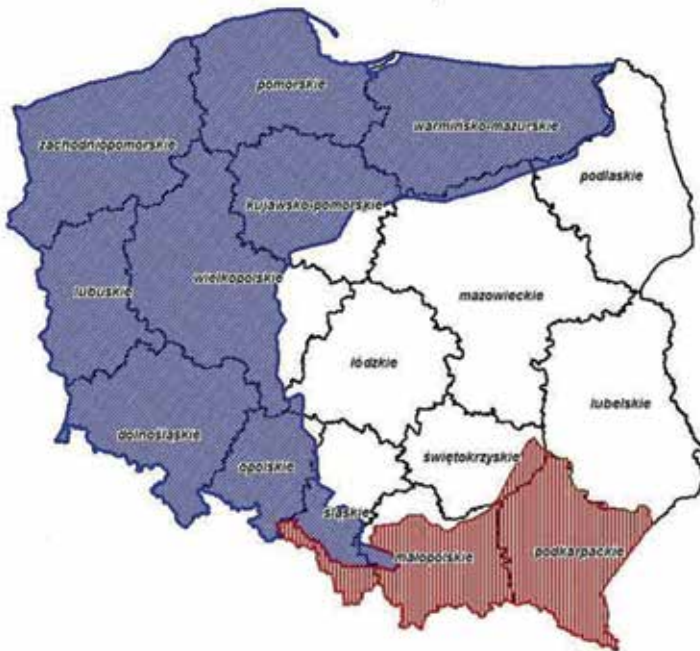 pomorskie
warmińsko-mazurskie
zachodniopomorskie
podlaskie
kujawsko-pomorskie
wielkopolskie
lubuskie
mazowieckie
łódzkie
lubelskie
dolnośląskie
świętokrzyskie
opolskie
śląskie
małopolskie
podkarpackie